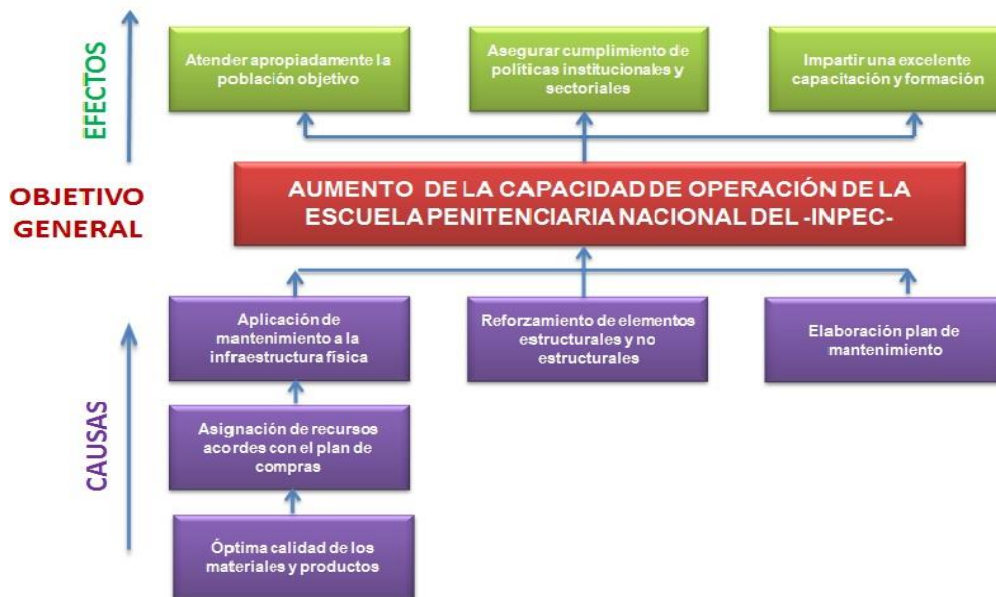 EFECTOS
Atender apropiadamente la
población objetivo
Asegurar cumplimiento de
políticas institucionales y
sectoriales
Impartir una excelente
capacitación y formación
OBJETIVO
GENERAL
AUMENTO DE LA CAPACIDAD DE OPERACIÓN DE LA
ESCUELA PENITENCIARIA NACIONAL DEL -INPEC-
CAUSAS
Aplicación de
mantenimiento a la
infraestructura física
Reforzamiento de elementos
estructurales y no
estructurales
Elaboración plan de
mantenimiento
Asignación de recursos
acordes con el plan de
compras
Óptima calidad de los
materiales y productos